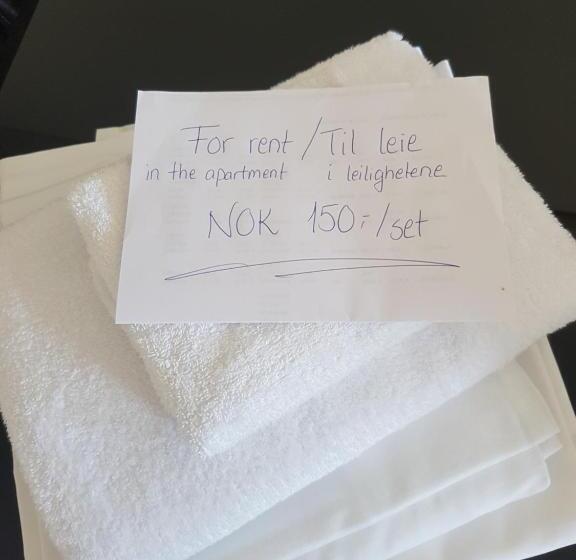 For rent / Til leie
in the apartment i leilighetene
NOK 150:-/set